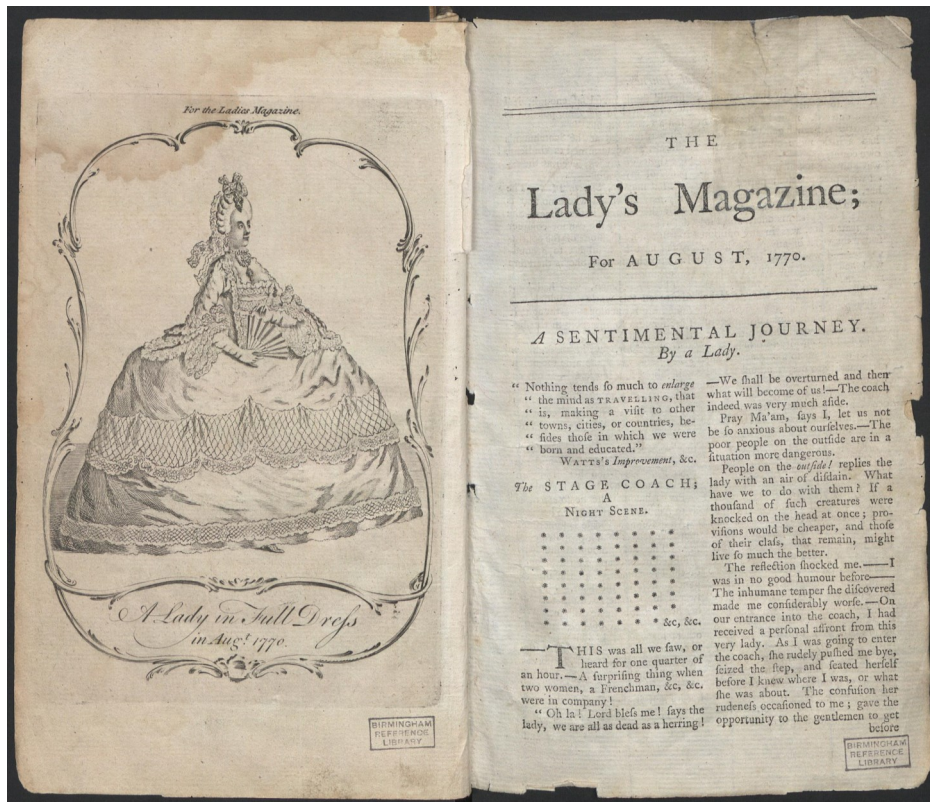 For the Ladies Magazine.
A Lady in Full Dreſs
in Augt. 1770
BIRMINGHAM
REFERENCE
LIBRARY
THE
Lady's Magazine;
For AUGUST, 1770.
A SENTIMENTAL JOURNEY.
By a Lady.
“ Nothing tends ſo much to enlarge
“ the mind as TRAVELLING, that
“ is, making a viſit to other
“ towns, cities, or countries, be-
“ ſides thoſe in which we were
“ born and educated.”
WATTS's Improvement, &c.
The STAGE COACH;
A
NIGHT SCENE.
* * * * * * *
* * * * * * *
* * * * * * *
* * * * * * *
* * * * * * *
* * * * * * *
* * * * * * *
* * * * * * * &c, &c.
—THIS was all we ſaw, or
heard for one quarter of
an hour.—A ſurpriſing thing when
two women, a Frenchman, &c, &c.
were in company!
“ Oh la! Lord bleſs me! ſays the
lady, we are all as dead as a herring!
—We ſhall be overturned and then
what will become of us!—The coach
indeed was very much aſide.
Pray Ma'am, ſays I, let us not
be ſo anxious about ourſelves.—The
poor people on the outſide are in a
ſituation more dangerous.
People on the outſide! replies the
lady with an air of diſdain. What
have we to do with them? If a
thouſand of ſuch creatures were
knocked on the head at once; pro-
viſions would be cheaper, and thoſe
of their claſs, that remain, might
live ſo much the better.
The reflection ſhocked me.——I
was in no good humour before——
The inhumane temper ſhe diſcovered
made me conſiderably worſe.—On
our entrance into the coach, I had
received a perſonal affront from this
very lady. As I was going to enter
the coach, ſhe rudely puſhed me bye,
ſeized the ſtep, and ſeated herſelf
before I knew where I was, or what
ſhe was about. The confuſion her
rudeneſs occaſioned to me; gave the
opportunity to the gentlemen to get
before
BIRMINGHAM
REFERENCE
LIBRARY